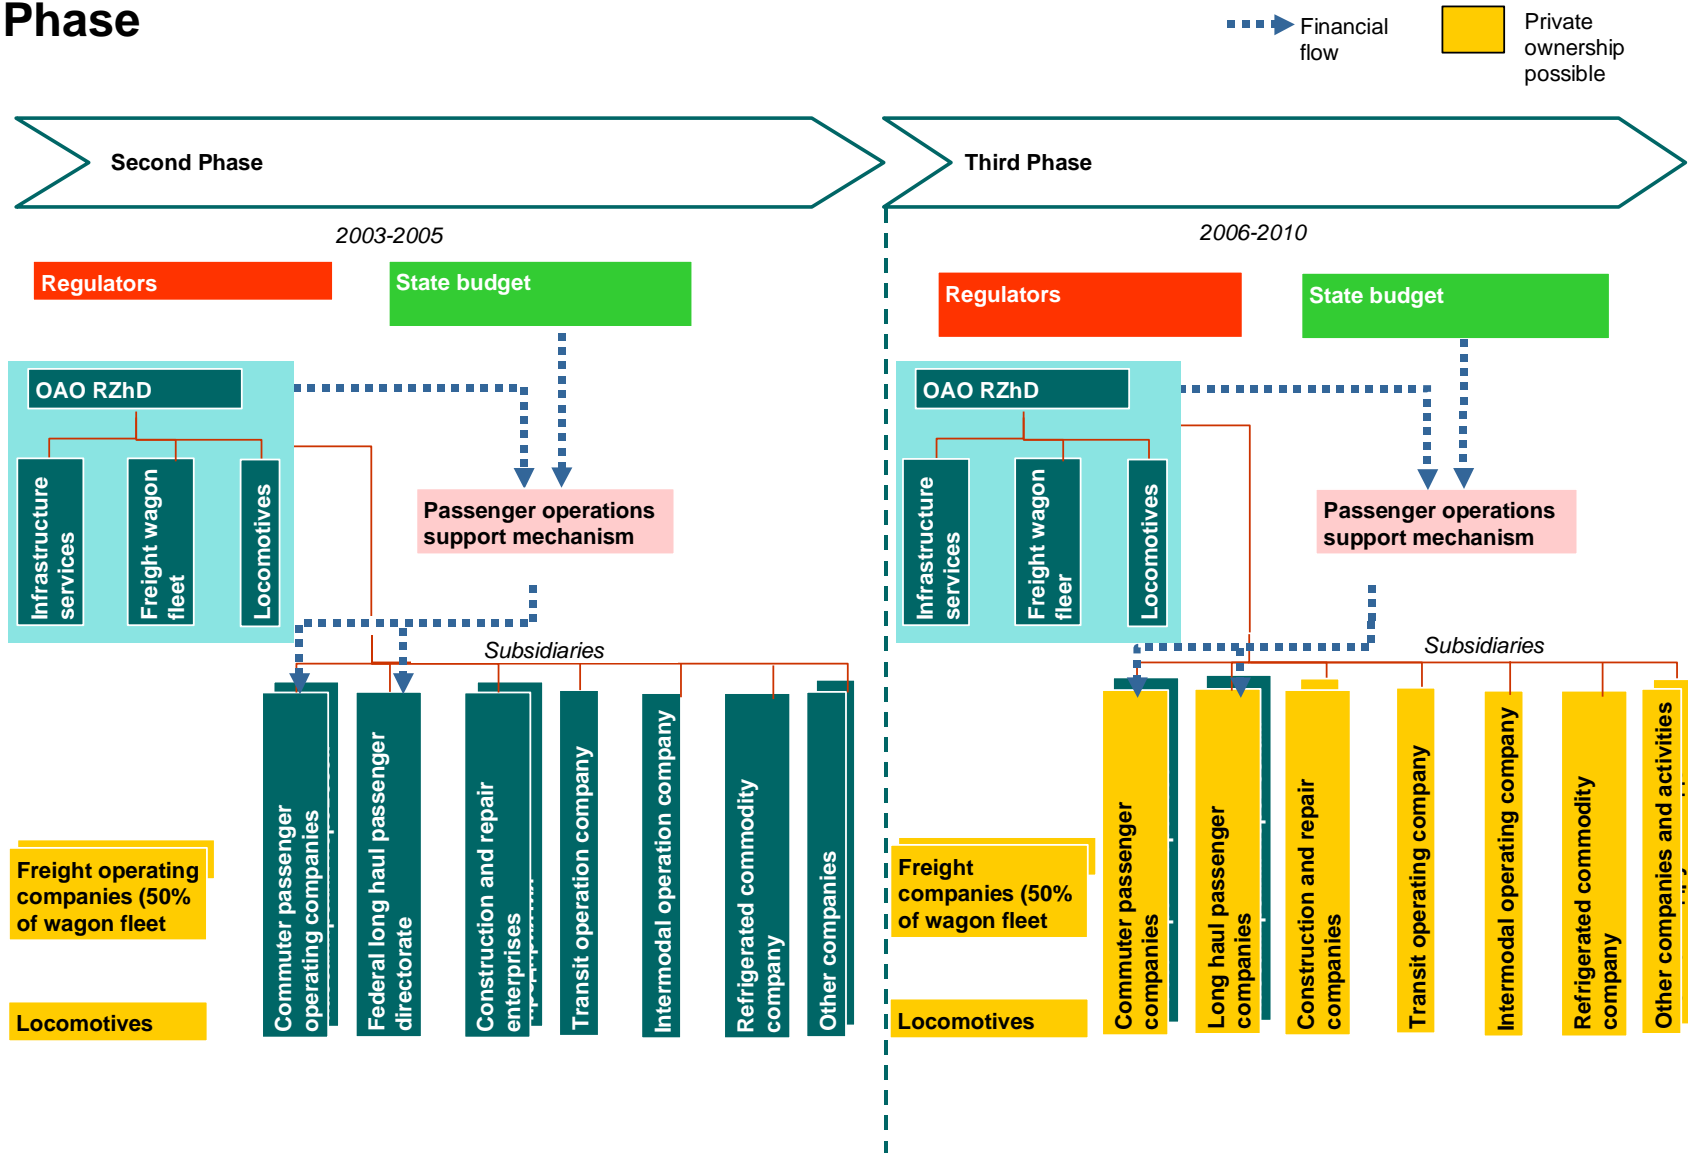 Phase
Financial
flow
Private
ownership
possible
Second Phase
Third Phase
2003-2005
2006-2010
Regulators
State budget
OAO RZhD
Infrastructure
services
Freight wagon
fleet
Locomotives
Passenger operations
support mechanism
Subsidiaries
Commuter passenger
operating companies
Federal long haul passenger
directorate
Construction and repair
enterprises
Transit operation company
Intermodal operation company
Refrigerated commodity
company
Other companies
Freight operating
companies (50%
of wagon fleet
Locomotives
Regulators
State budget
OAO RZhD
Infrastructure
services
Freight wagon
fleer
Locomotives
Passenger operations
support mechanism
Subsidiaries
Commuter passenger
companies
Long haul passenger
companies
Construction and repair
companies
Transit operating company
Intermodal operating company
Refrigerated commodity
company
Other companies and activities
Freight
companies (50%
of wagon fleet
Locomotives